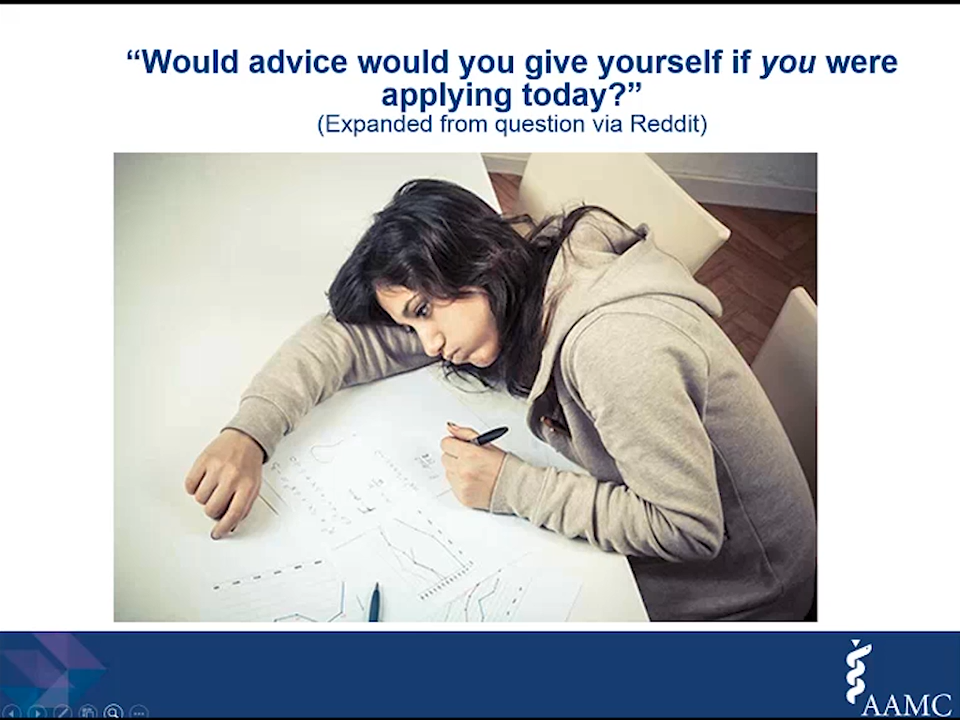 “Would advice would you give yourself if you were
applying today?”
(Expanded from question via Reddit)
AAMC